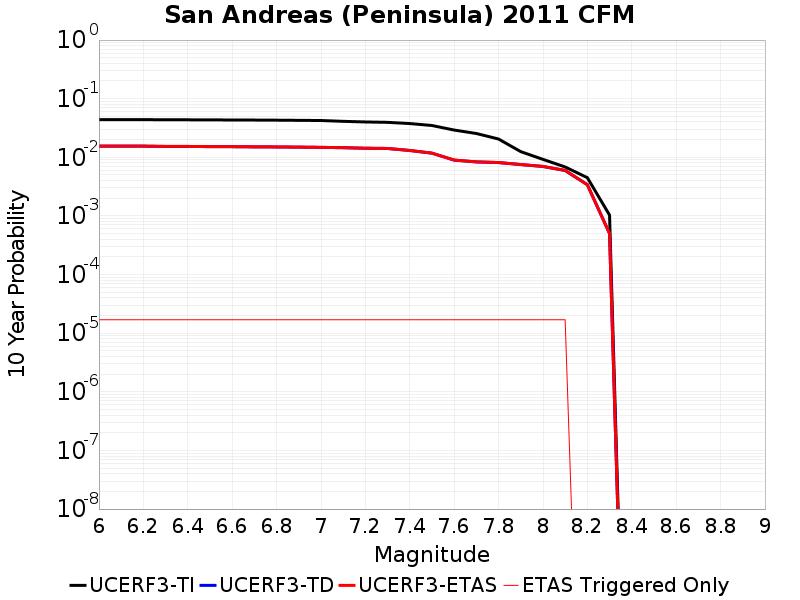 San Andreas (Peninsula) 2011 CFM
10^0
10^-1
10^-2
10^-3
10^-4
10^-5
10^-6
10^-7
10^-8
10 Year Probability
6 6.2 6.4 6.6 6.8 7 7.2 7.4 7.6 7.8 8 8.2 8.4 8.6 8.8 9
Magnitude
UCERF3-TI UCERF3-TD UCERF3-ETAS ETAS Triggered Only